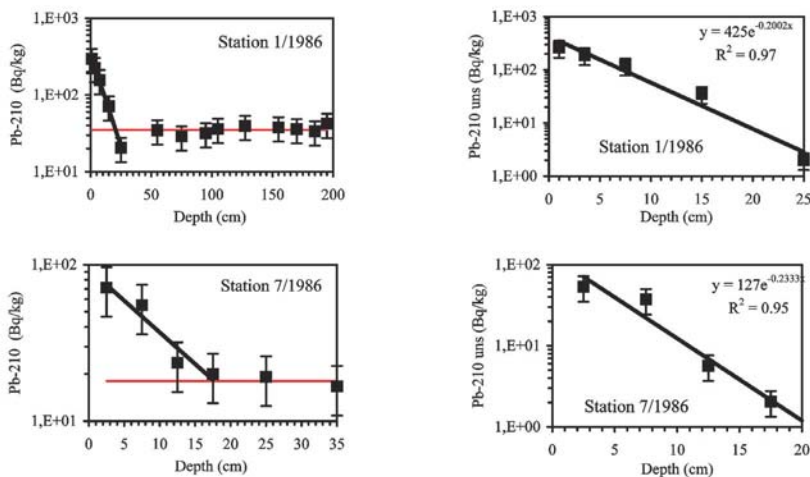 1,E+03
1,E+02
1,E+01
Pb-210 (Bq/kg)
Station 1/1986
0 50 100 150 200
Depth (cm)
1,E+03
1,E+02
1,E+01
1,E+00
Pb-210 uns (Bq/kg)
y = 425e^-0.2002x
R² = 0.97
Station 1/1986
0 5 10 15 20 25
Depth (cm)
1,E+02
1,E+01
Pb-210 (Bq/kg)
Station 7/1986
0 5 10 15 20 25 30 35
Depth (cm)
1,E+02
1,E+01
1,E+00
Pb-210 uns (Bq/kg)
y = 127e^-0.2333x
R² = 0.95
Station 7/1986
0 5 10 15 20
Depth (cm)